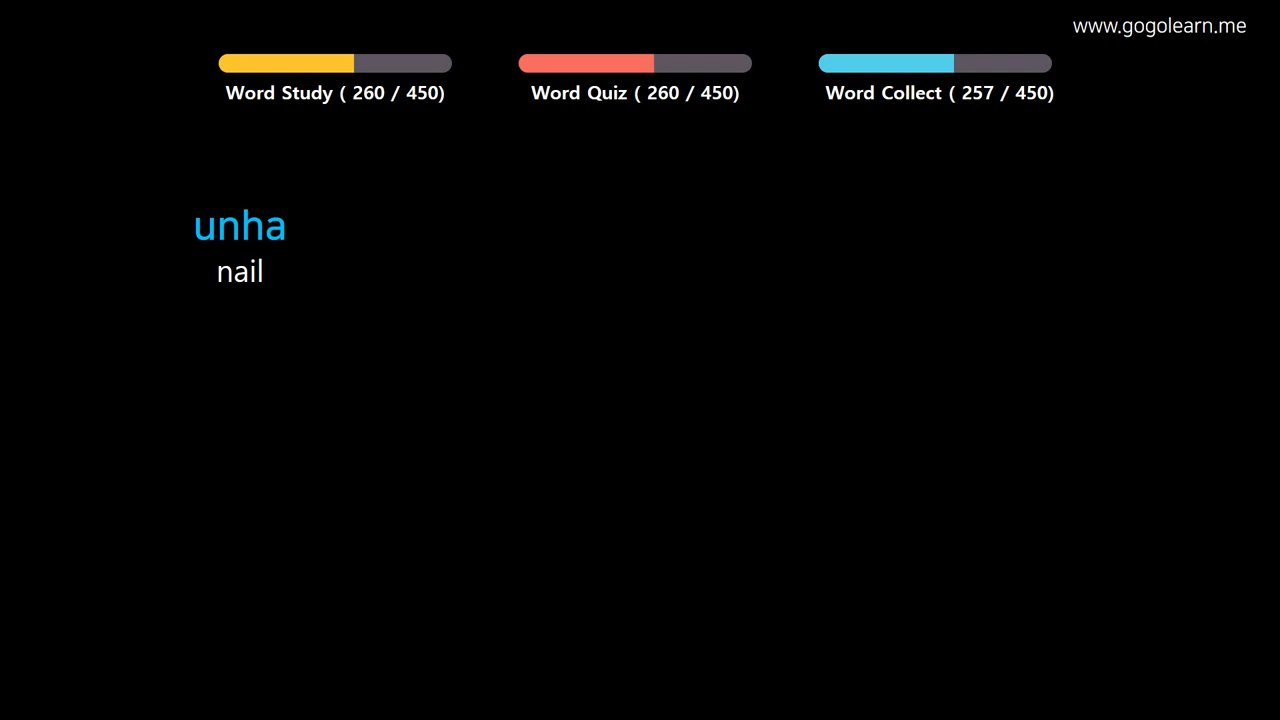 www.gogolearn.me
Word Study ( 260 / 450)
Word Quiz ( 260 / 450)
Word Collect ( 257 / 450)
unha
nail